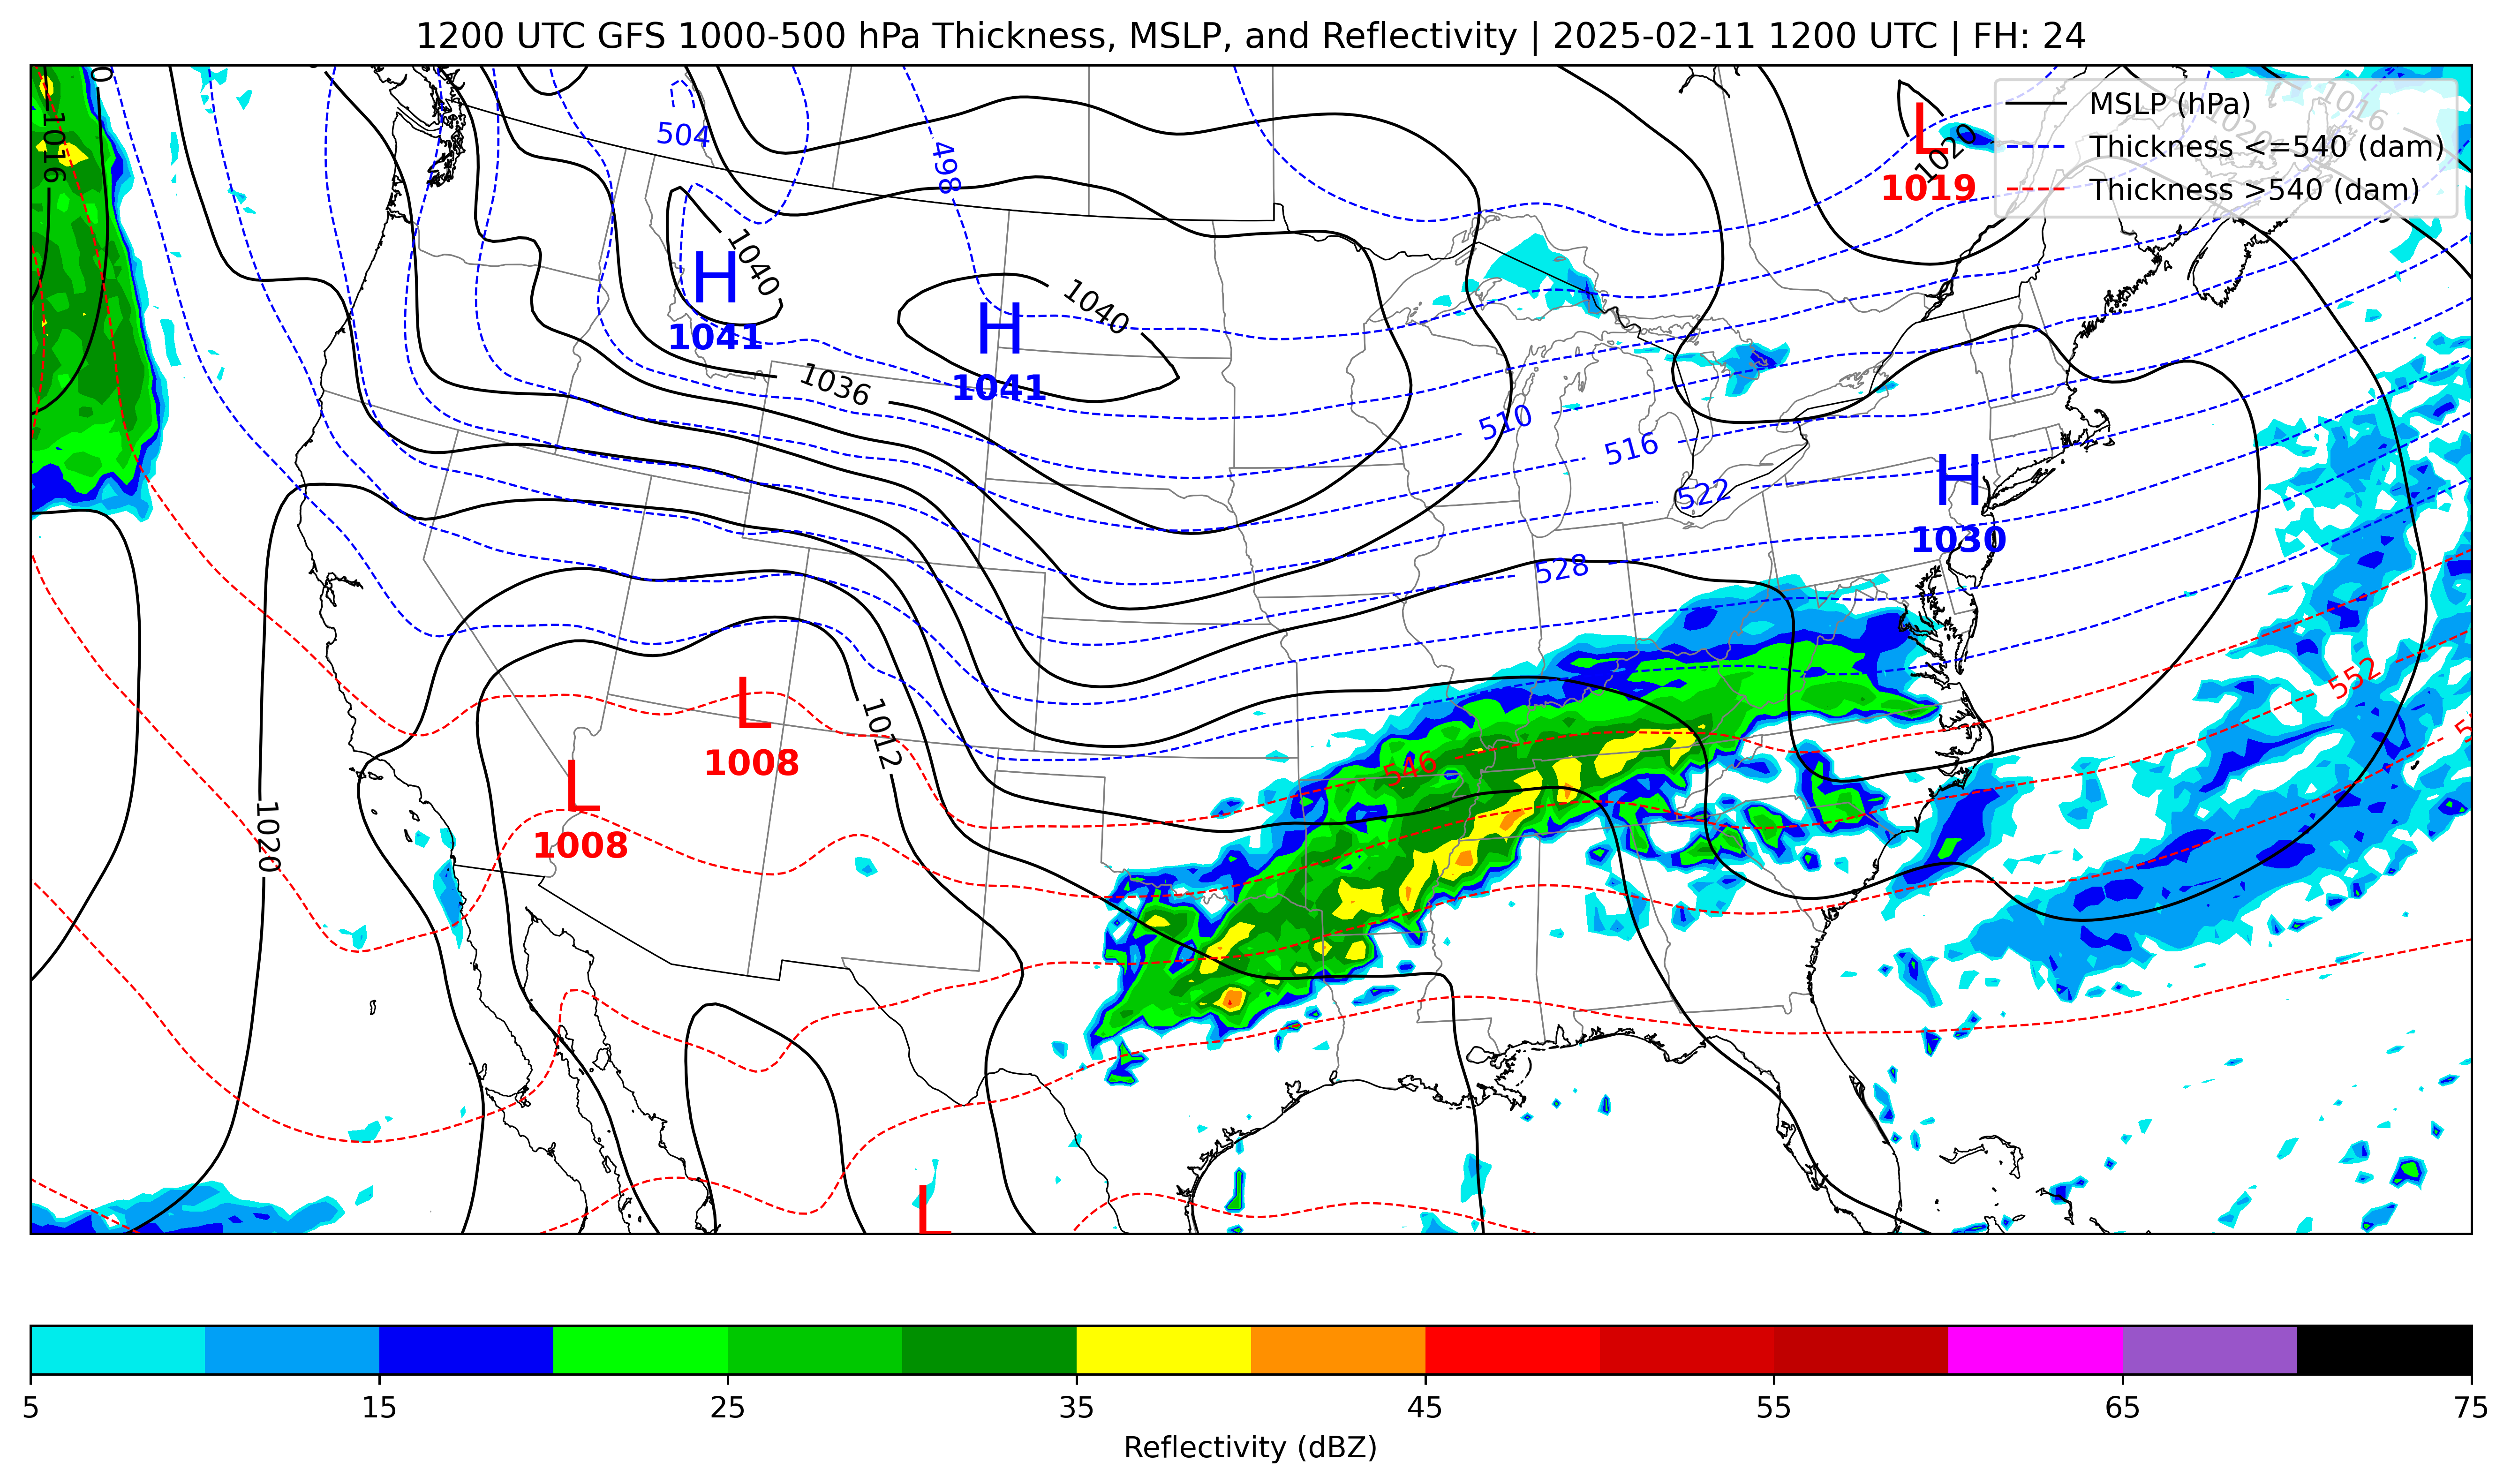 1200 UTC GFS 1000-500 hPa Thickness, MSLP, and Reflectivity | 2025-02-11 1200 UTC | FH: 24
MSLP (hPa)
Thickness <=540 (dam)
Thickness >540 (dam)
1016
1020
1016
504
498
L
1020
1019
H
1040
1041
H
1040
1041
1036
510
516
522
528
H
1030
552
L
1008
L
1008
1012
1020
546
L
5 15 25 35 45 55 65 75
Reflectivity (dBZ)